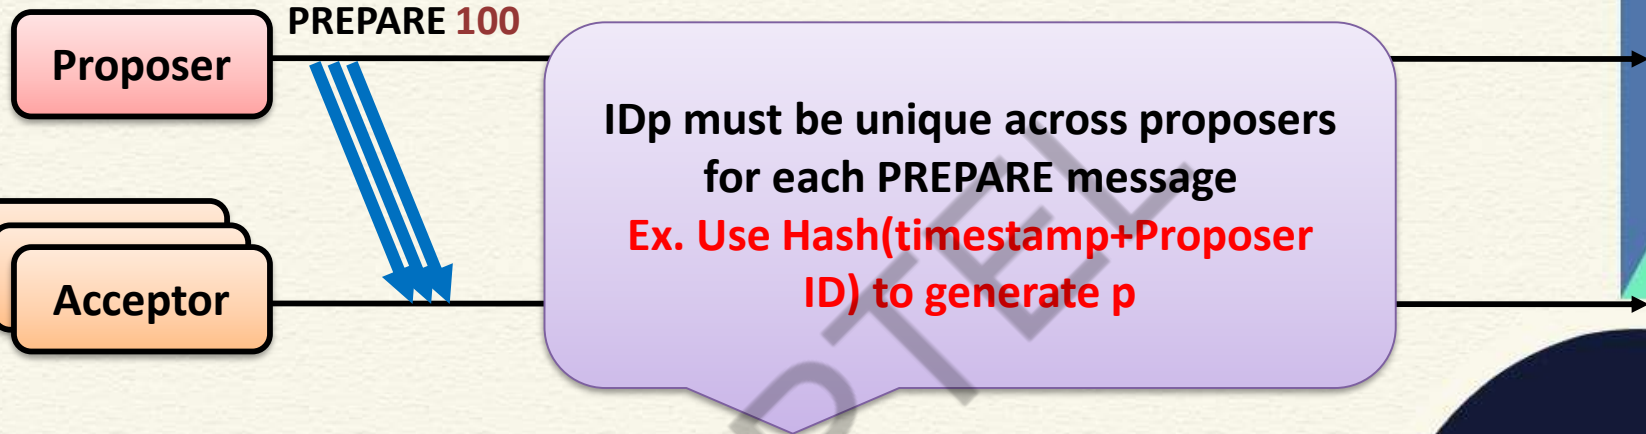 PREPARE 100
Proposer
IDp must be unique across proposers
for each PREPARE message
Ex. Use Hash(timestamp+Proposer
ID) to generate p
Acceptor
PTEL